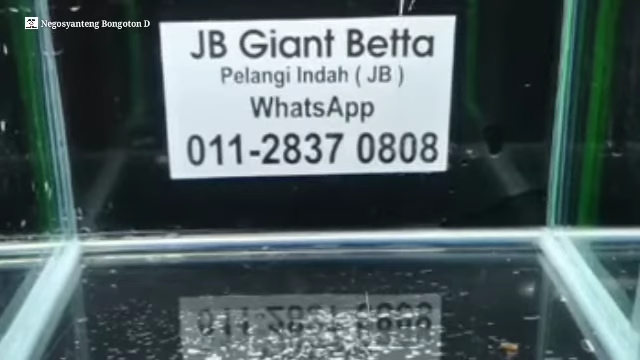 Negosyanteng Bongoton D
JB Giant Betta
Pelangi Indah ( JB )
WhatsApp
011-2837 0808